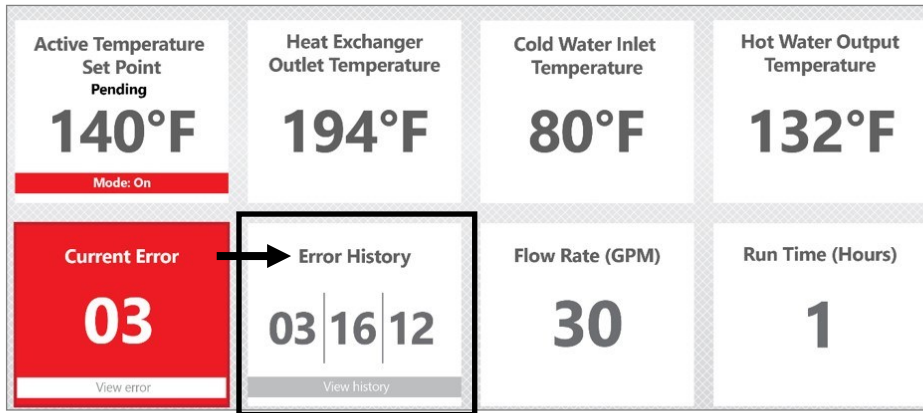 Active Temperature
Set Point
Pending
140°F
Mode: On
Heat Exchanger
Outlet Temperature
194°F
Cold Water Inlet
Temperature
80°F
Hot Water Output
Temperature
132°F
Current Error
03
View error
Error History
03 16 12
View history
Flow Rate (GPM)
30
Run Time (Hours)
1